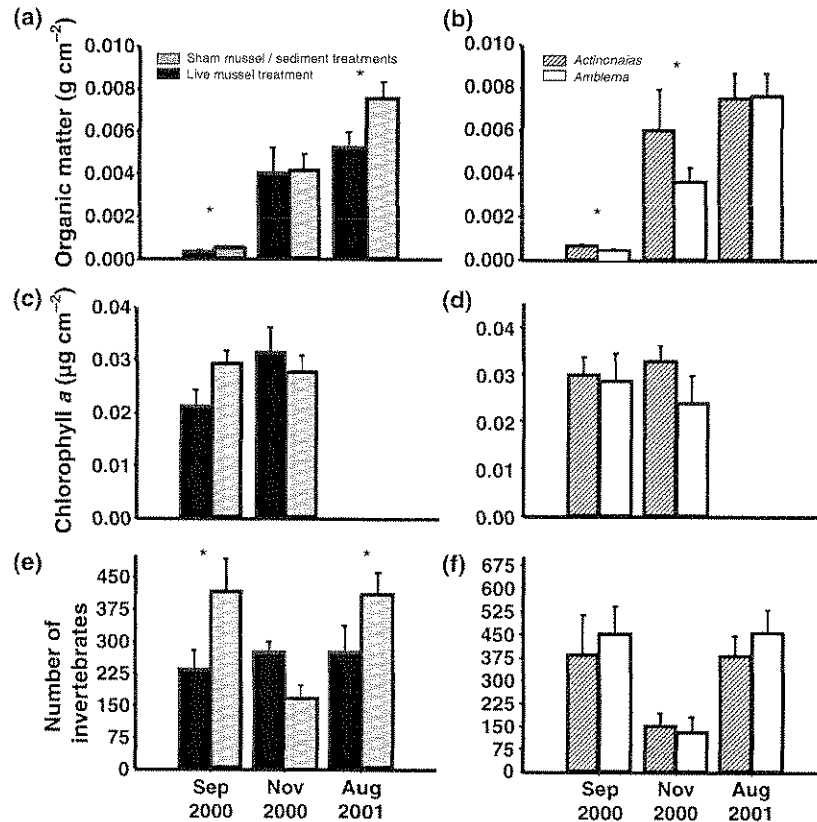 (a)
Organic matter (g cm⁻²)
0.010
0.008
0.006
0.004
0.002
0.000
Sham mussel / sediment treatments
Live mussel treatment
*
*
(b)
0.010
0.008
0.006
0.004
0.002
0.000
Actinonaias
Amblema
*
*
(c)
Chlorophyll a (µg cm⁻²)
0.04
0.03
0.02
0.01
0.00
(d)
0.04
0.03
0.02
0.01
0.00
(e)
Number of
invertebrates
450
375
300
225
150
75
0
*
*
Sep
2000
Nov
2000
Aug
2001
(f)
675
600
525
450
375
300
225
150
75
0
Sep
2000
Nov
2000
Aug
2001